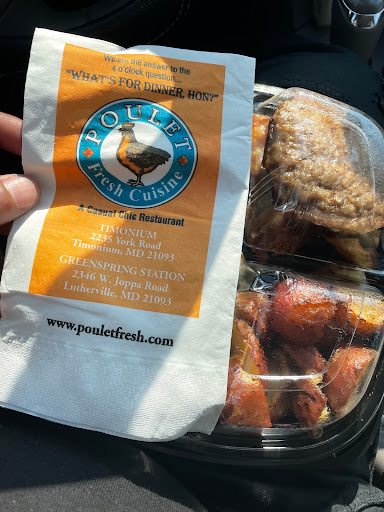 We are the answer to the
4 o'clock question...
"WHAT'S FOR DINNER, HON?"
POULET
Fresh Cuisine
A Casual Chic Restaurant
TIMONIUM
2235 York Road
Timonium, MD 21093
GREENSPRING STATION
2346 W. Joppa Road
Lutherville, MD 21093
www.pouletfresh.com